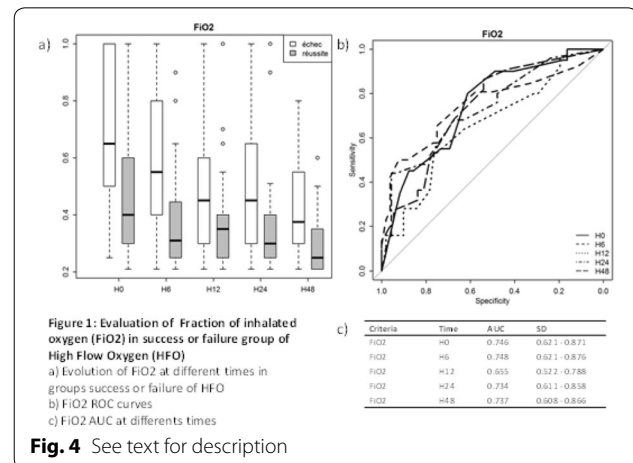 a)
FiO2
échec
réussite
1.0
0.8
0.6
0.4
0.2
H0
H6
H12
H24
H48
b)
FiO2
Sensitivity
1.0
0.8
0.6
0.4
0.2
0.0
H0
H6
H12
H24
H48
1.0
0.8
0.6
0.4
0.2
0.0
Specificity
Figure 1: Evaluation of Fraction of inhalated
oxygen (FiO2) in success or failure group of
High Flow Oxygen (HFO)
a) Evolution of FiO2 at different times in
groups success or failure of HFO
b) FiO2 ROC curves
c) FiO2 AUC at differents times
c)
Criteria Time AUC SD
FiO2 H0 0.746 0.621 - 0.871
FiO2 H6 0.748 0.621 - 0.876
FiO2 H12 0.655 0.522 - 0.788
FiO2 H24 0.734 0.611 - 0.858
FiO2 H48 0.737 0.608 - 0.866
Fig. 4 See text for description